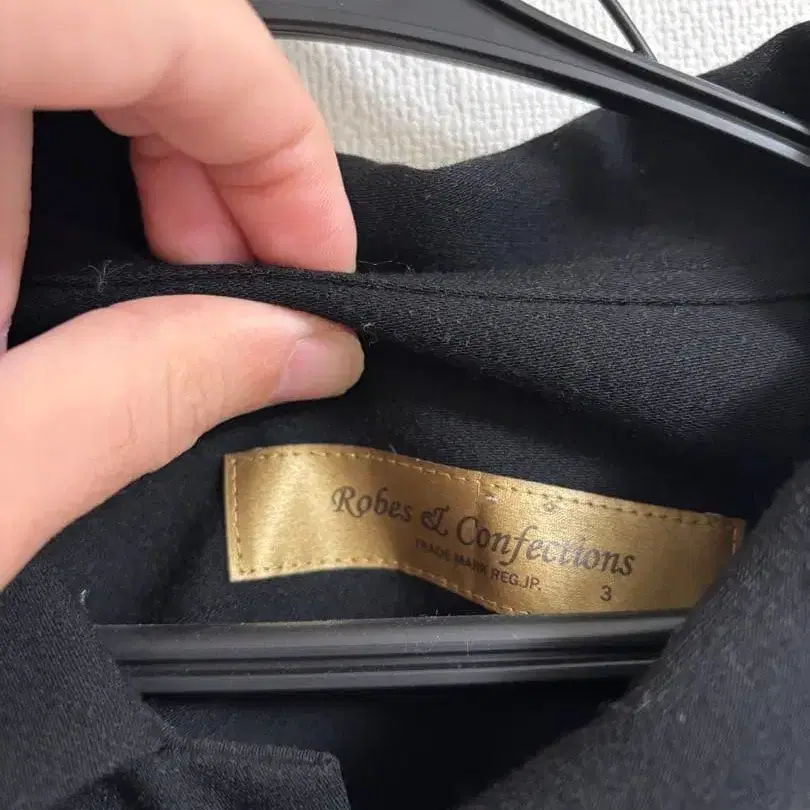 Robes & Confections
TRADE MARK REG.JP.
3